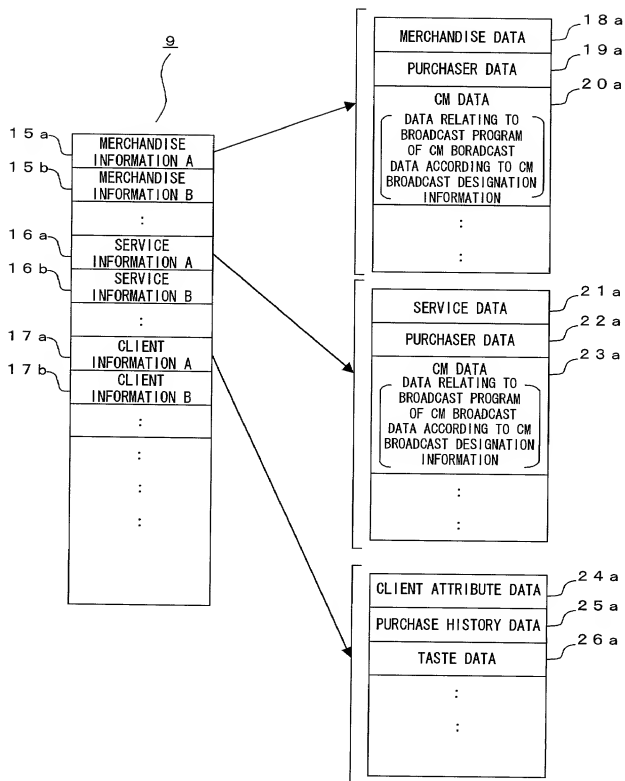 9
15a
MERCHANDISE
INFORMATION A
15b
MERCHANDISE
INFORMATION B
:
16a
SERVICE
INFORMATION A
16b
SERVICE
INFORMATION B
:
17a
CLIENT
INFORMATION A
17b
CLIENT
INFORMATION B
:
:
:
:
MERCHANDISE DATA
18a
PURCHASER DATA
19a
CM DATA
20a
DATA RELATING TO
BROADCAST PROGRAM
OF CM BORADCAST
DATA ACCORDING TO CM
BROADCAST DESIGNATION
INFORMATION
:
:
SERVICE DATA
21a
PURCHASER DATA
22a
CM DATA
23a
DATA RELATING TO
BROADCAST PROGRAM
OF CM BROADCAST
DATA ACCORDING TO CM
BROADCAST DESIGNATION
INFORMATION
:
:
CLIENT ATTRIBUTE DATA
24a
PURCHASE HISTORY DATA
25a
TASTE DATA
26a
:
: